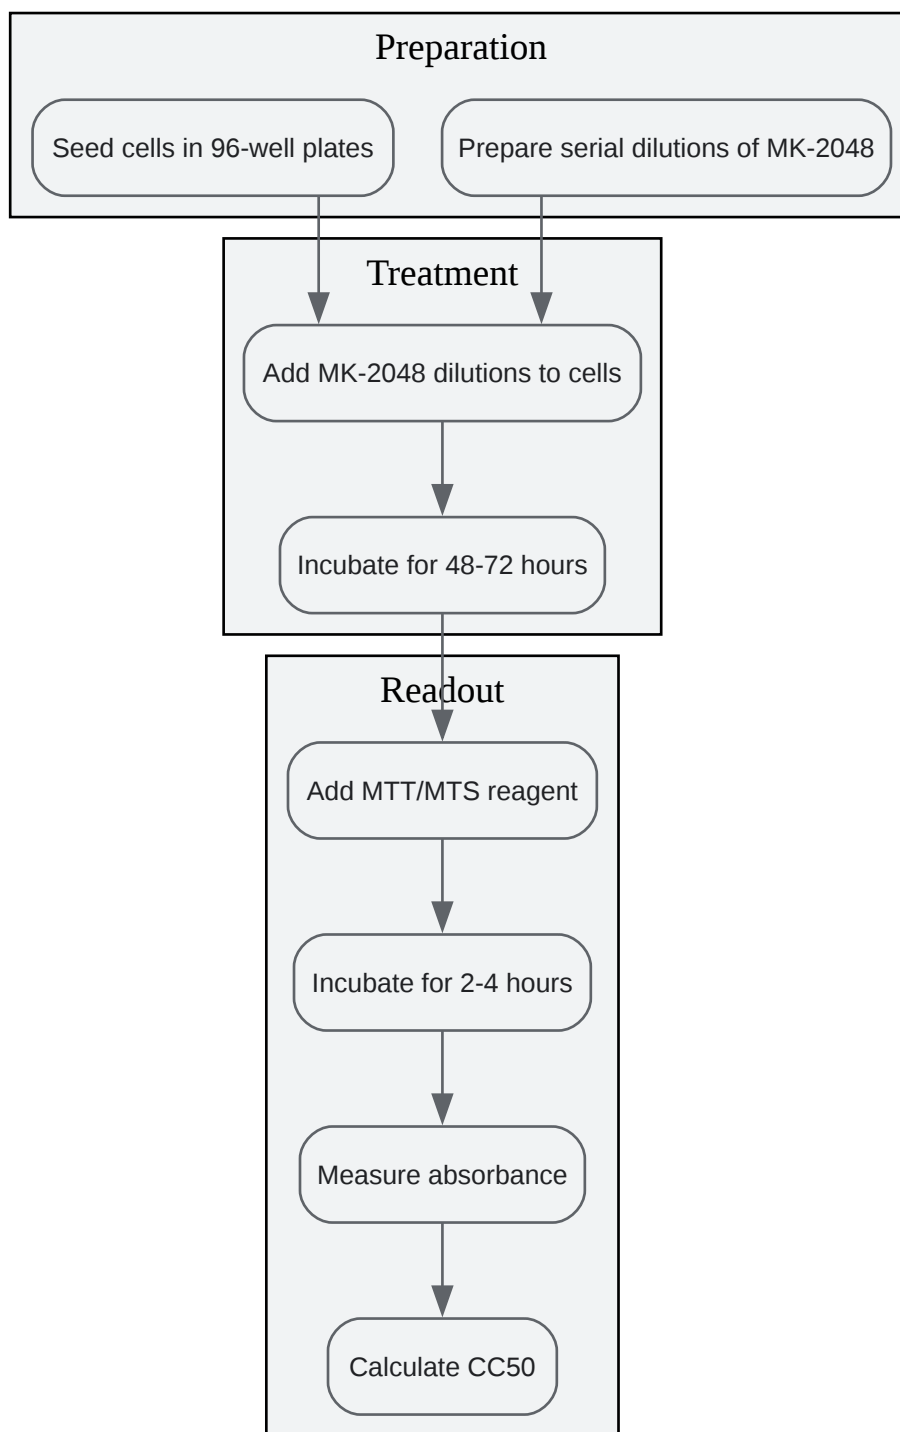 Preparation
Seed cells in 96-well plates
Prepare serial dilutions of MK-2048
Treatment
Add MK-2048 dilutions to cells
Incubate for 48-72 hours
Readout
Add MTT/MTS reagent
Incubate for 2-4 hours
Measure absorbance
Calculate CC50